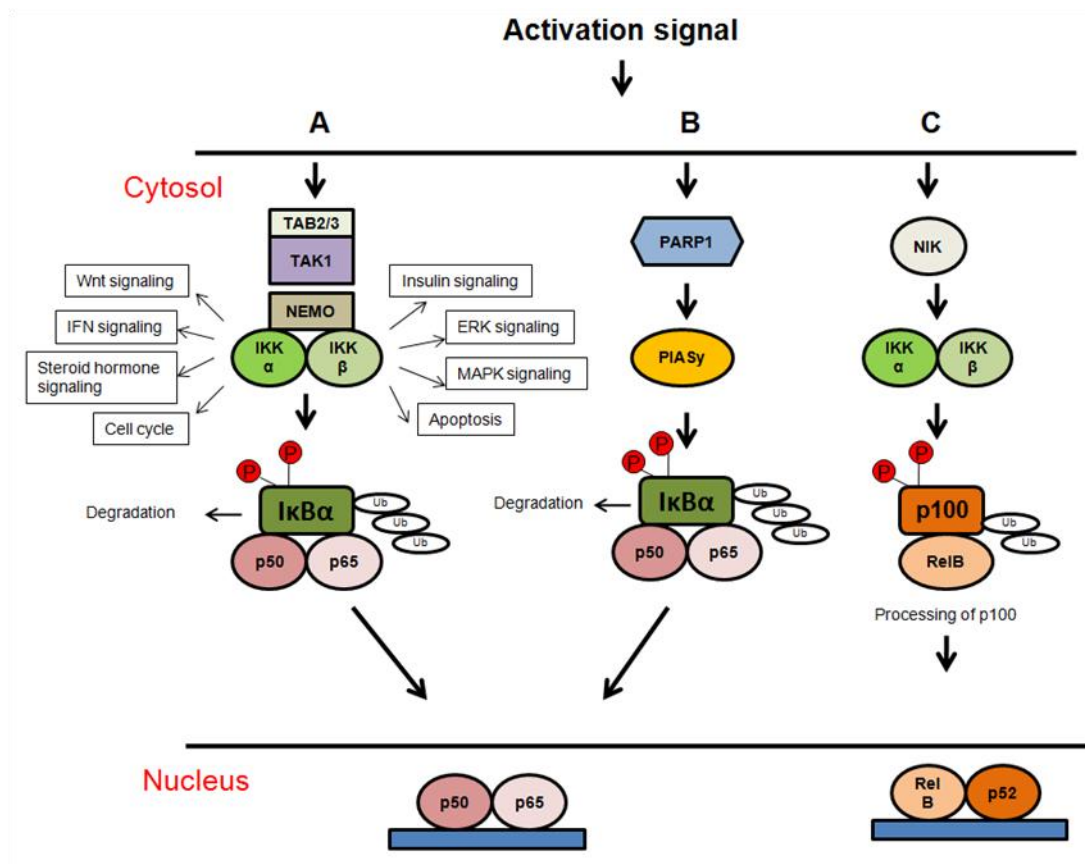 Activation signal
A
B
C
Cytosol
TAB2/3
TAK1
NEMO
IKK
α
IKK
β
Wnt signaling
IFN signaling
Steroid hormone
signaling
Cell cycle
Insulin signaling
ERK signaling
MAPK signaling
Apoptosis
P
P
Degradation
IκBα
Ub
Ub
Ub
p50
p65
PARP1
PIASy
P
P
Degradation
IκBα
Ub
Ub
Ub
p50
p65
NIK
IKK
α
IKK
β
P
P
p100
Ub
Ub
RelB
Processing of p100
Nucleus
p50
p65
Rel
B
p52